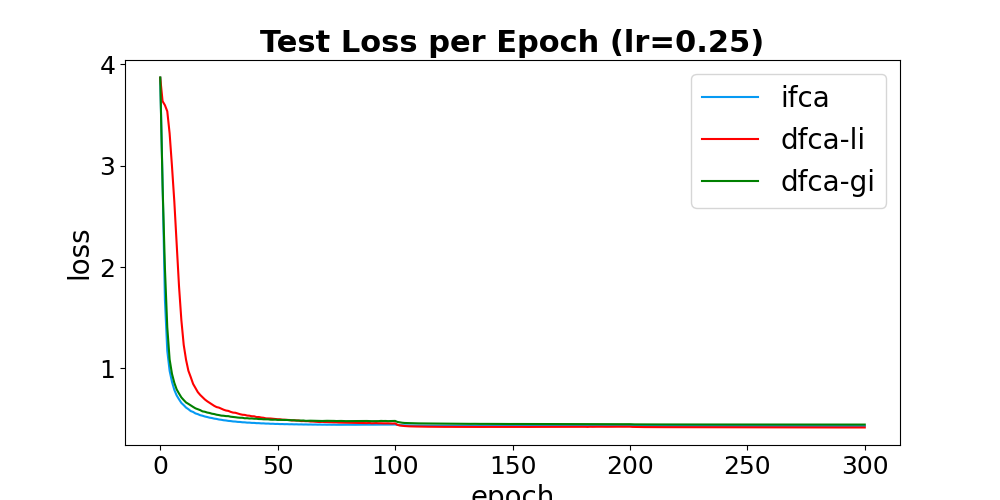 Test Loss per Epoch (lr=0.25)
4
3
2
1
loss
ifca
dfca-li
dfca-gi
0 50 100 150 200 250 300
epoch